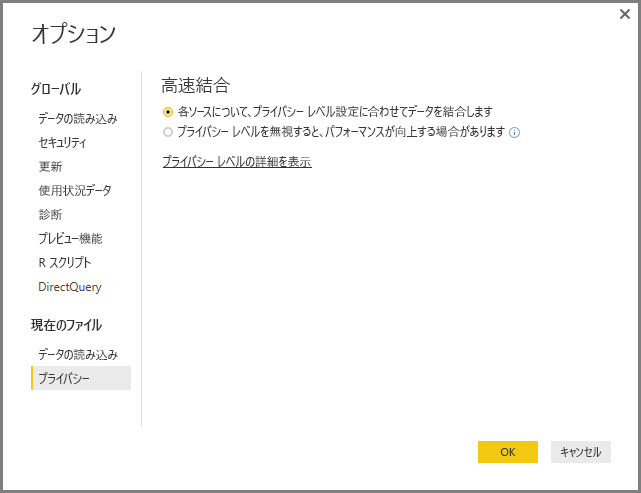 オプション
グローバル
データの読み込み
セキュリティ
更新
使用状況データ
診断
プレビュー機能
R スクリプト
DirectQuery
現在のファイル
データの読み込み
プライバシー
高速結合
各ソースについて、プライバシー レベル設定に合わせてデータを結合します
プライバシー レベルを無視すると、パフォーマンスが向上する場合があります
プライバシー レベルの詳細を表示
OK
キャンセル